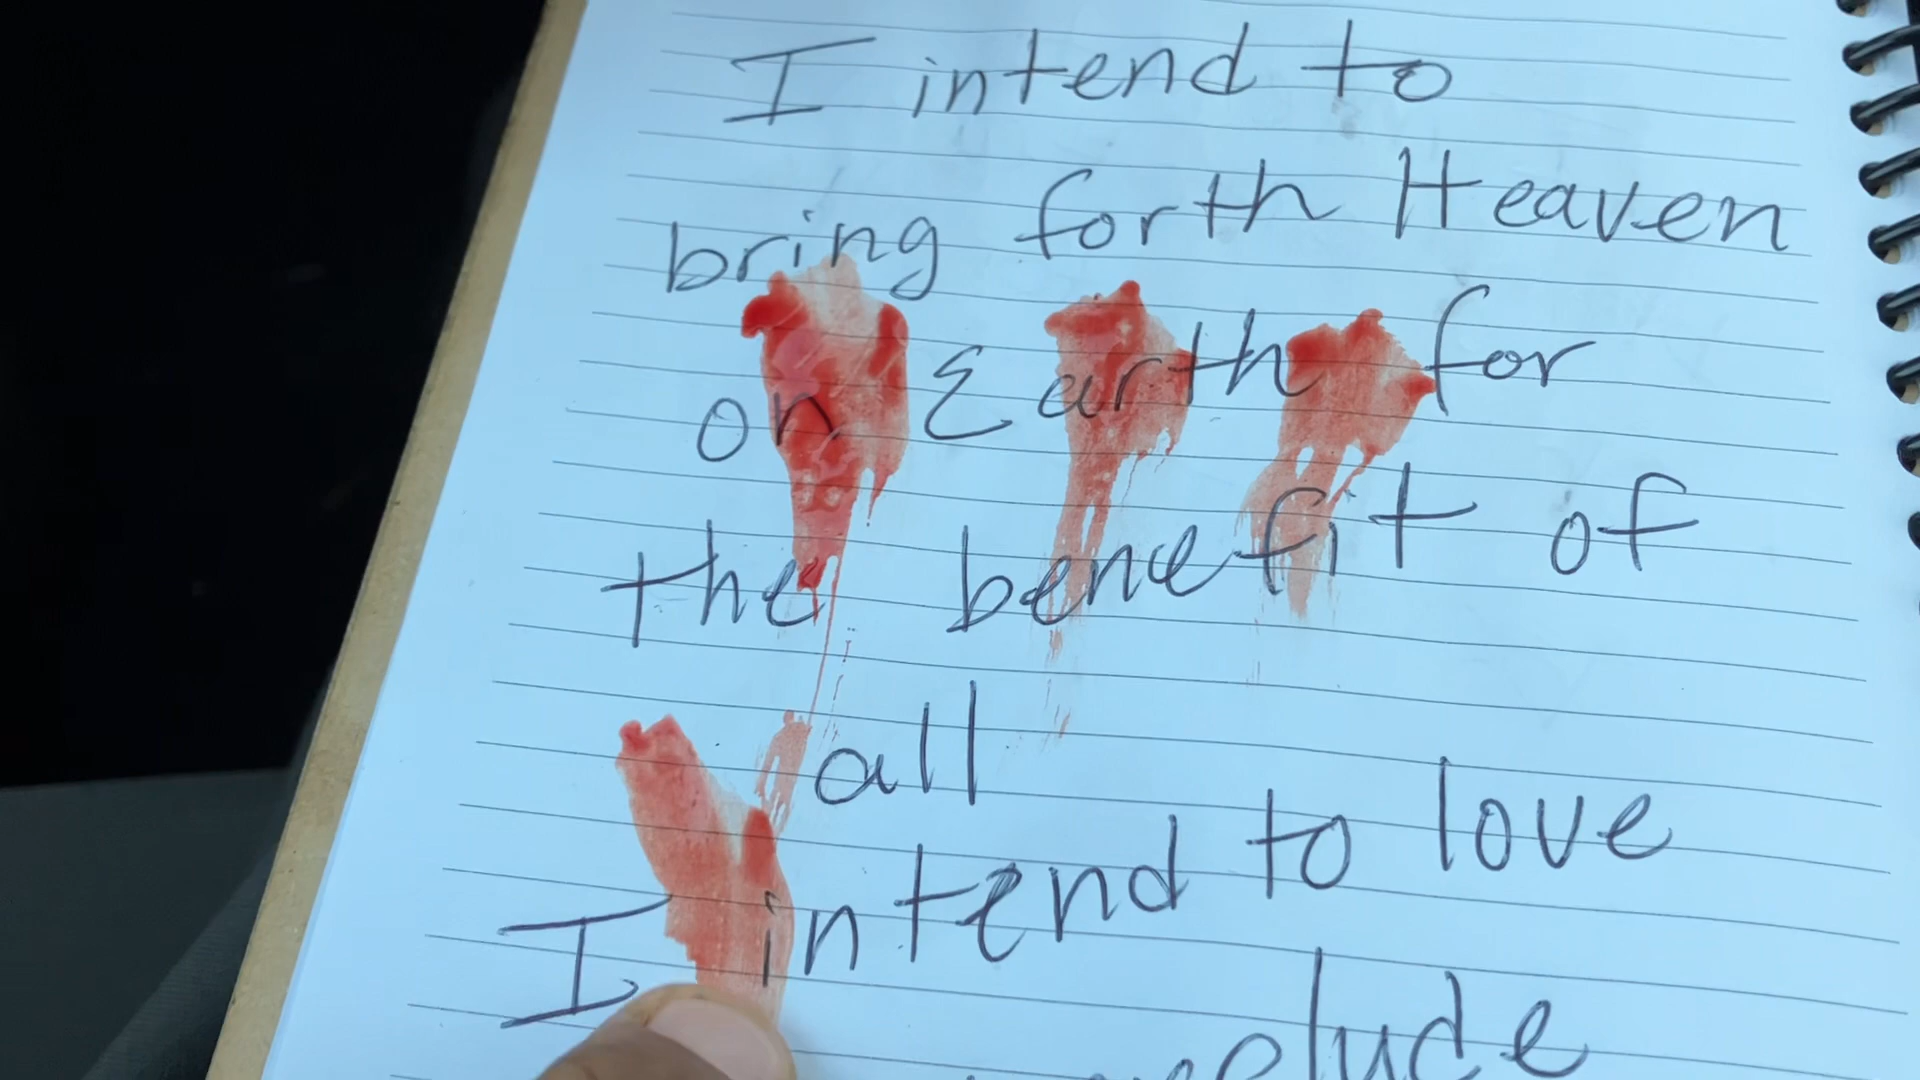 I intend to
bring forth Heaven
on Earth for
the benefit of
all
I intend to love